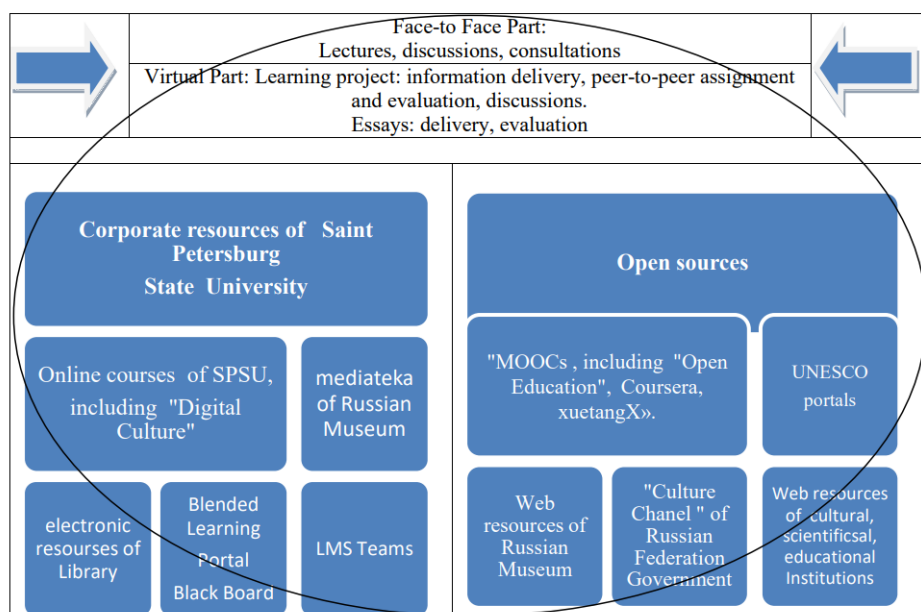 Face-to Face Part:
Lectures, discussions, consultations
Virtual Part: Learning project: information delivery, peer-to-peer assignment
and evaluation, discussions.
Essays: delivery, evaluation
Corporate resources of Saint
Petersburg
State University
Online courses of SPSU,
including "Digital
Culture"
mediateka
of Russian
Museum
electronic
resourses of
Library
Blended
Learning
Portal
Black Board
LMS Teams
Open sources
"MOOCs , including "Open
Education", Coursera,
xuetangX».
UNESCO
portals
Web
resources of
Russian
Museum
"Culture
Chanel " of
Russian
Federation
Government
Web resources
of cultural,
scientificsal,
educational
Institutions